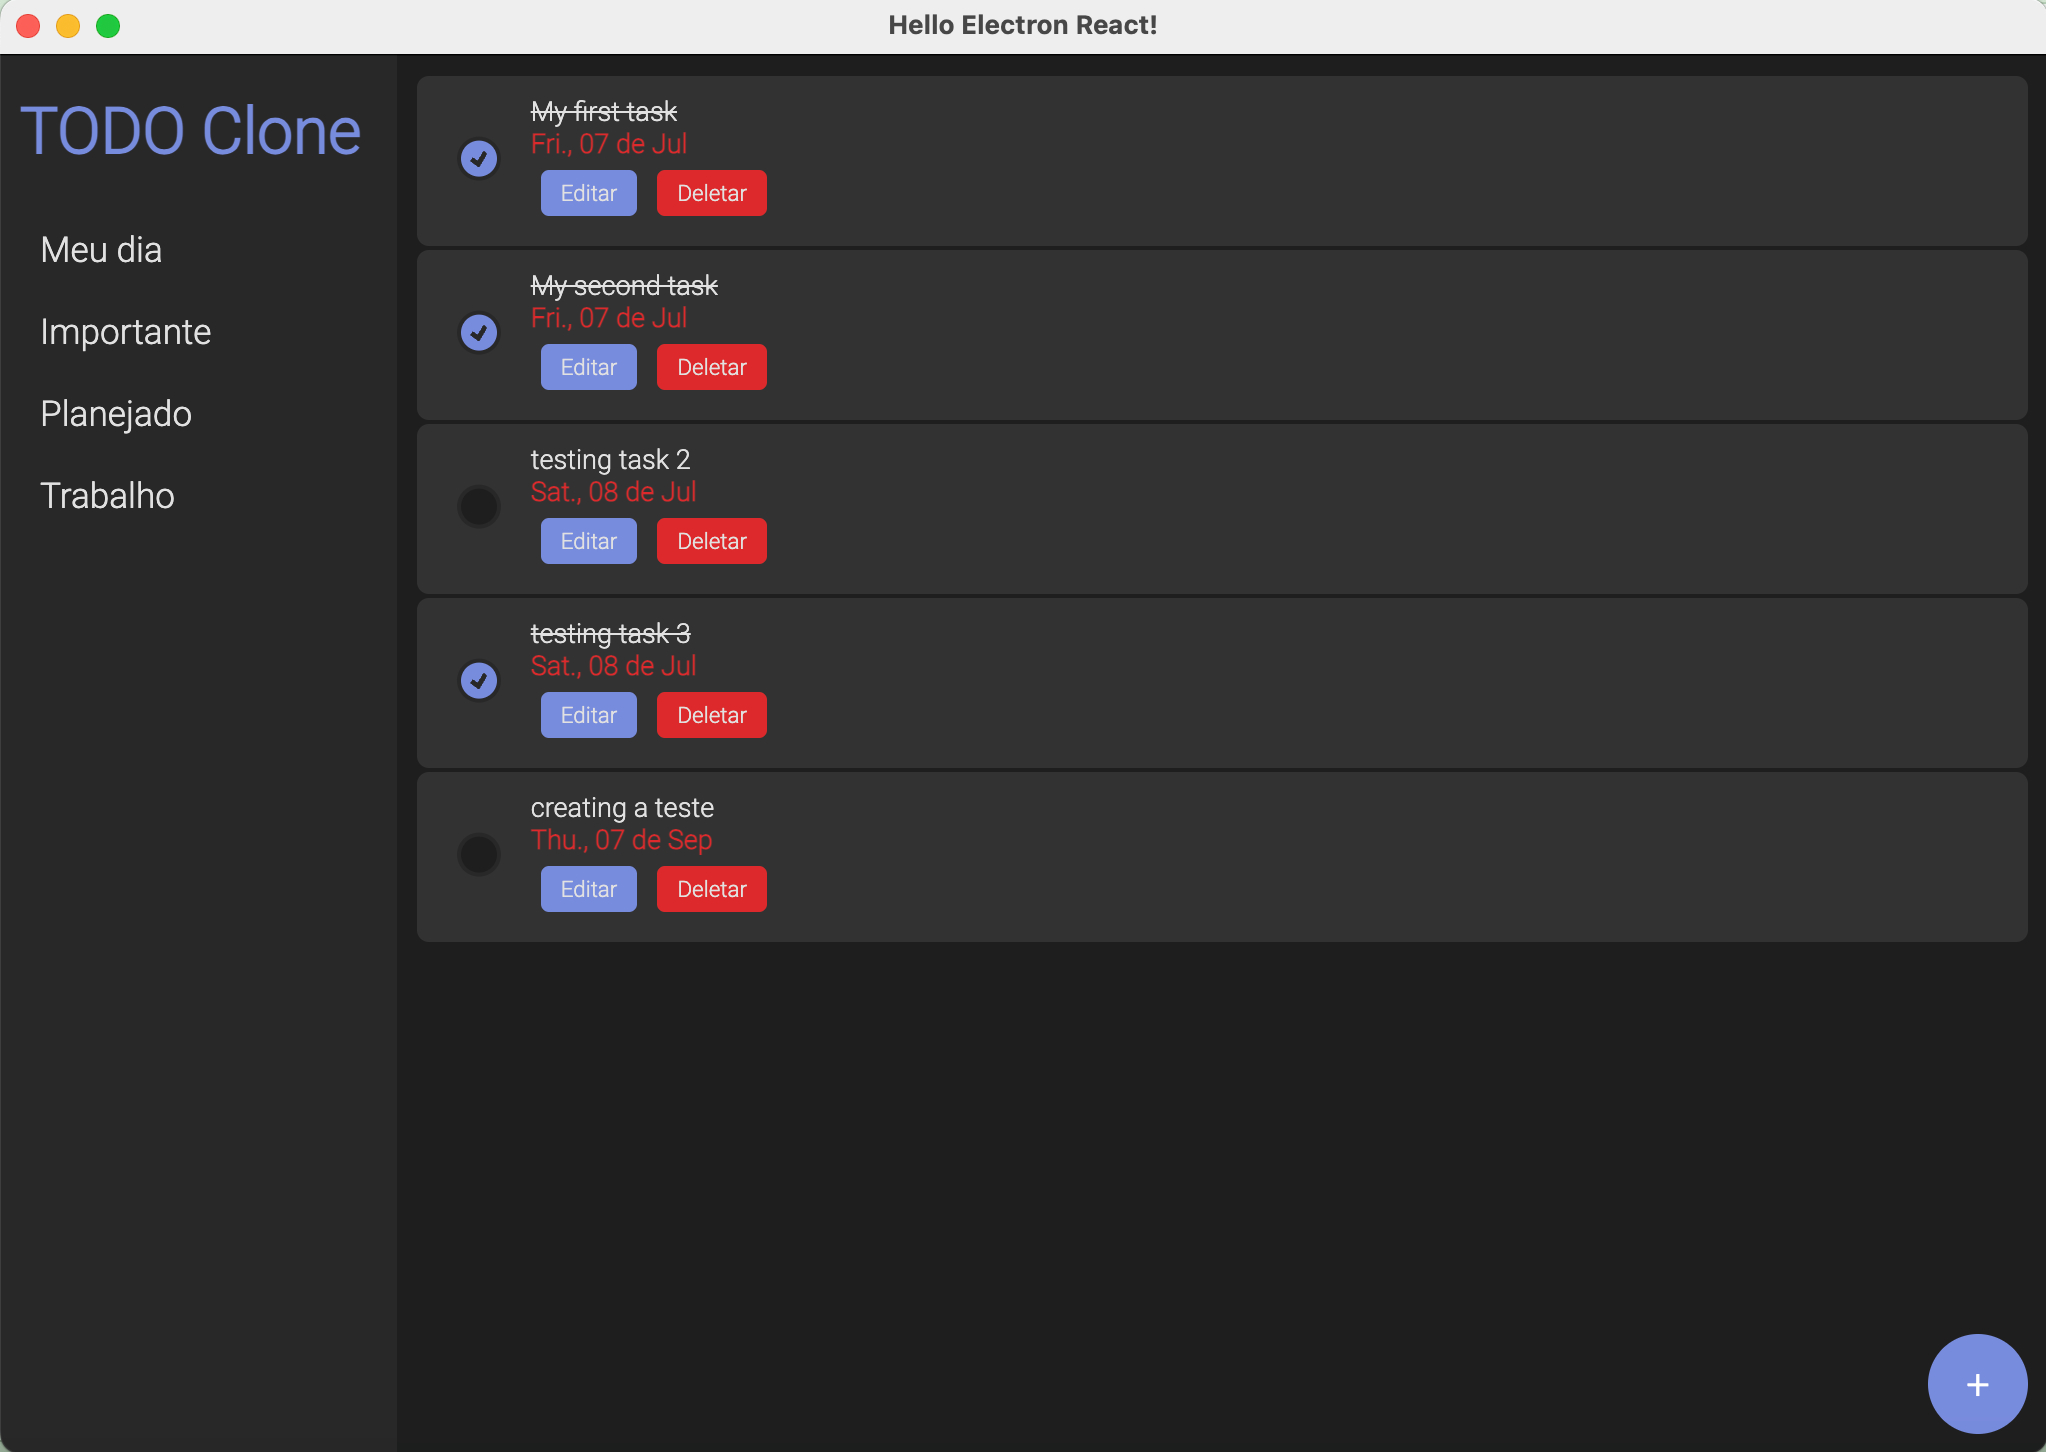 Hello Electron React!
TODO Clone
Meu dia
Importante
Planejado
Trabalho
My first task
Fri., 07 de Jul
Editar Deletar
My second task
Fri., 07 de Jul
Editar Deletar
testing task 2
Sat., 08 de Jul
Editar Deletar
testing task 3
Sat., 08 de Jul
Editar Deletar
creating a teste
Thu., 07 de Sep
Editar Deletar
+